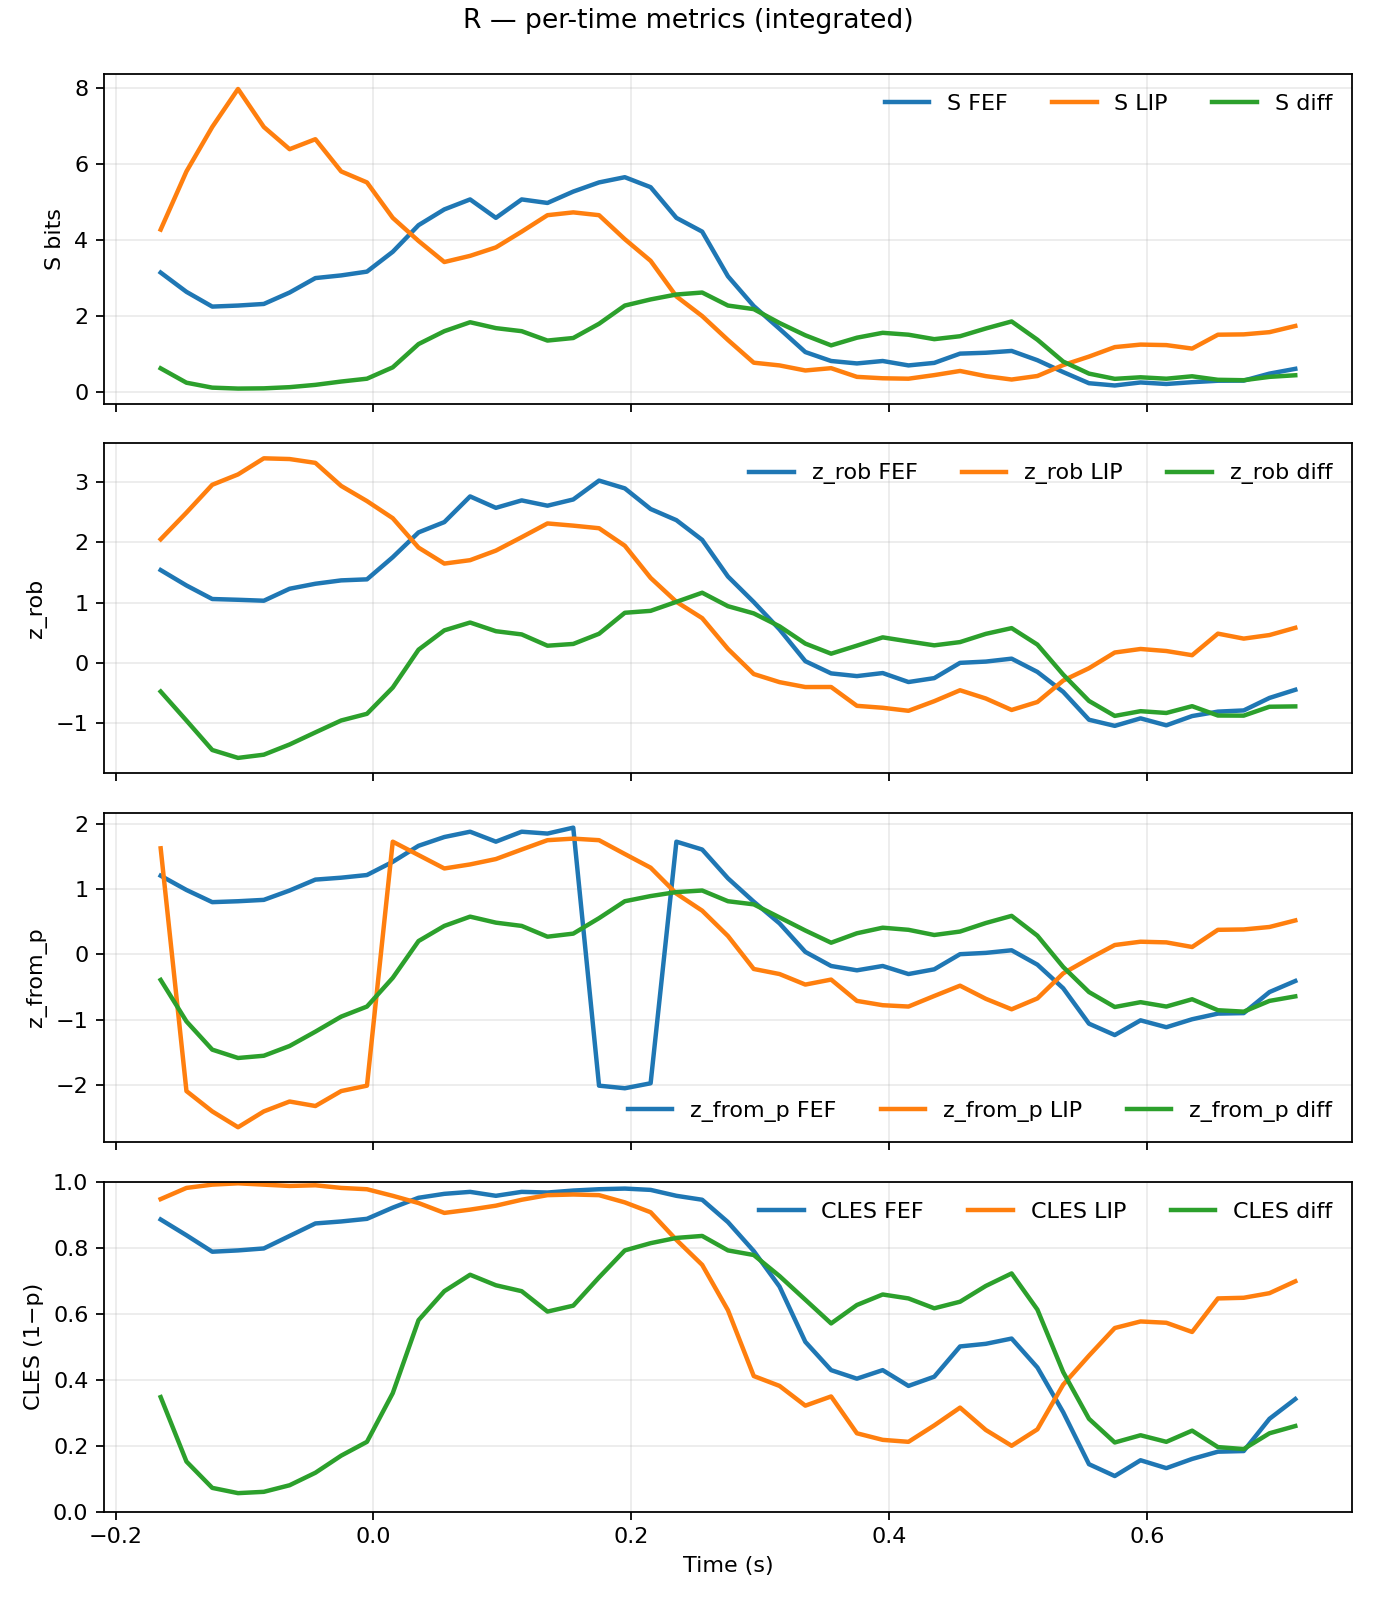 R — per-time metrics (integrated)
S bits
8
6
4
2
0
S FEF S LIP S diff
z_rob
3
2
1
0
−1
z_rob FEF z_rob LIP z_rob diff
z_from_p
2
1
0
−1
−2
z_from_p FEF z_from_p LIP z_from_p diff
CLES (1−p)
1.0
0.8
0.6
0.4
0.2
0.0
CLES FEF CLES LIP CLES diff
−0.2 0.0 0.2 0.4 0.6
Time (s)